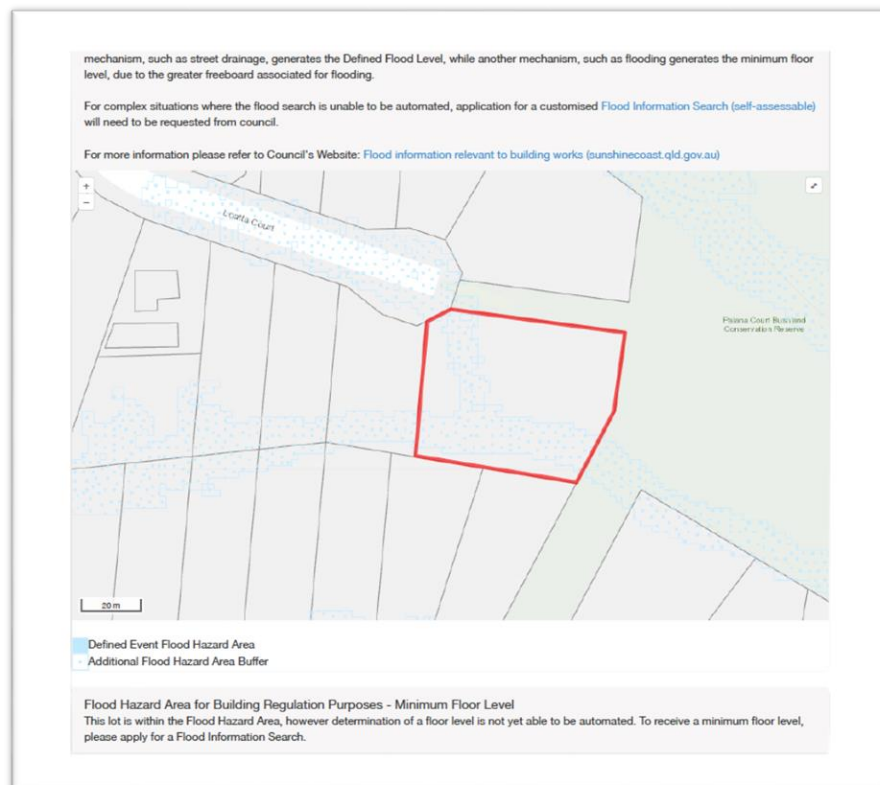 mechanism, such as street drainage, generates the Defined Flood Level, while another mechanism, such as flooding generates the minimum floor
level, due to the greater freeboard associated for flooding.
For complex situations where the flood search is unable to be automated, application for a customised Flood Information Search (self-assessable)
will need to be requested from council.
For more information please refer to Council's Website: Flood information relevant to building works (sunshinecoast.qld.gov.au)
+
−
Court
Court Bushland
Conservation Reserve
20 m
Defined Event Flood Hazard Area
Additional Flood Hazard Area Buffer
Flood Hazard Area for Building Regulation Purposes - Minimum Floor Level
This lot is within the Flood Hazard Area, however determination of a floor level is not yet able to be automated. To receive a minimum floor level,
please apply for a Flood Information Search.